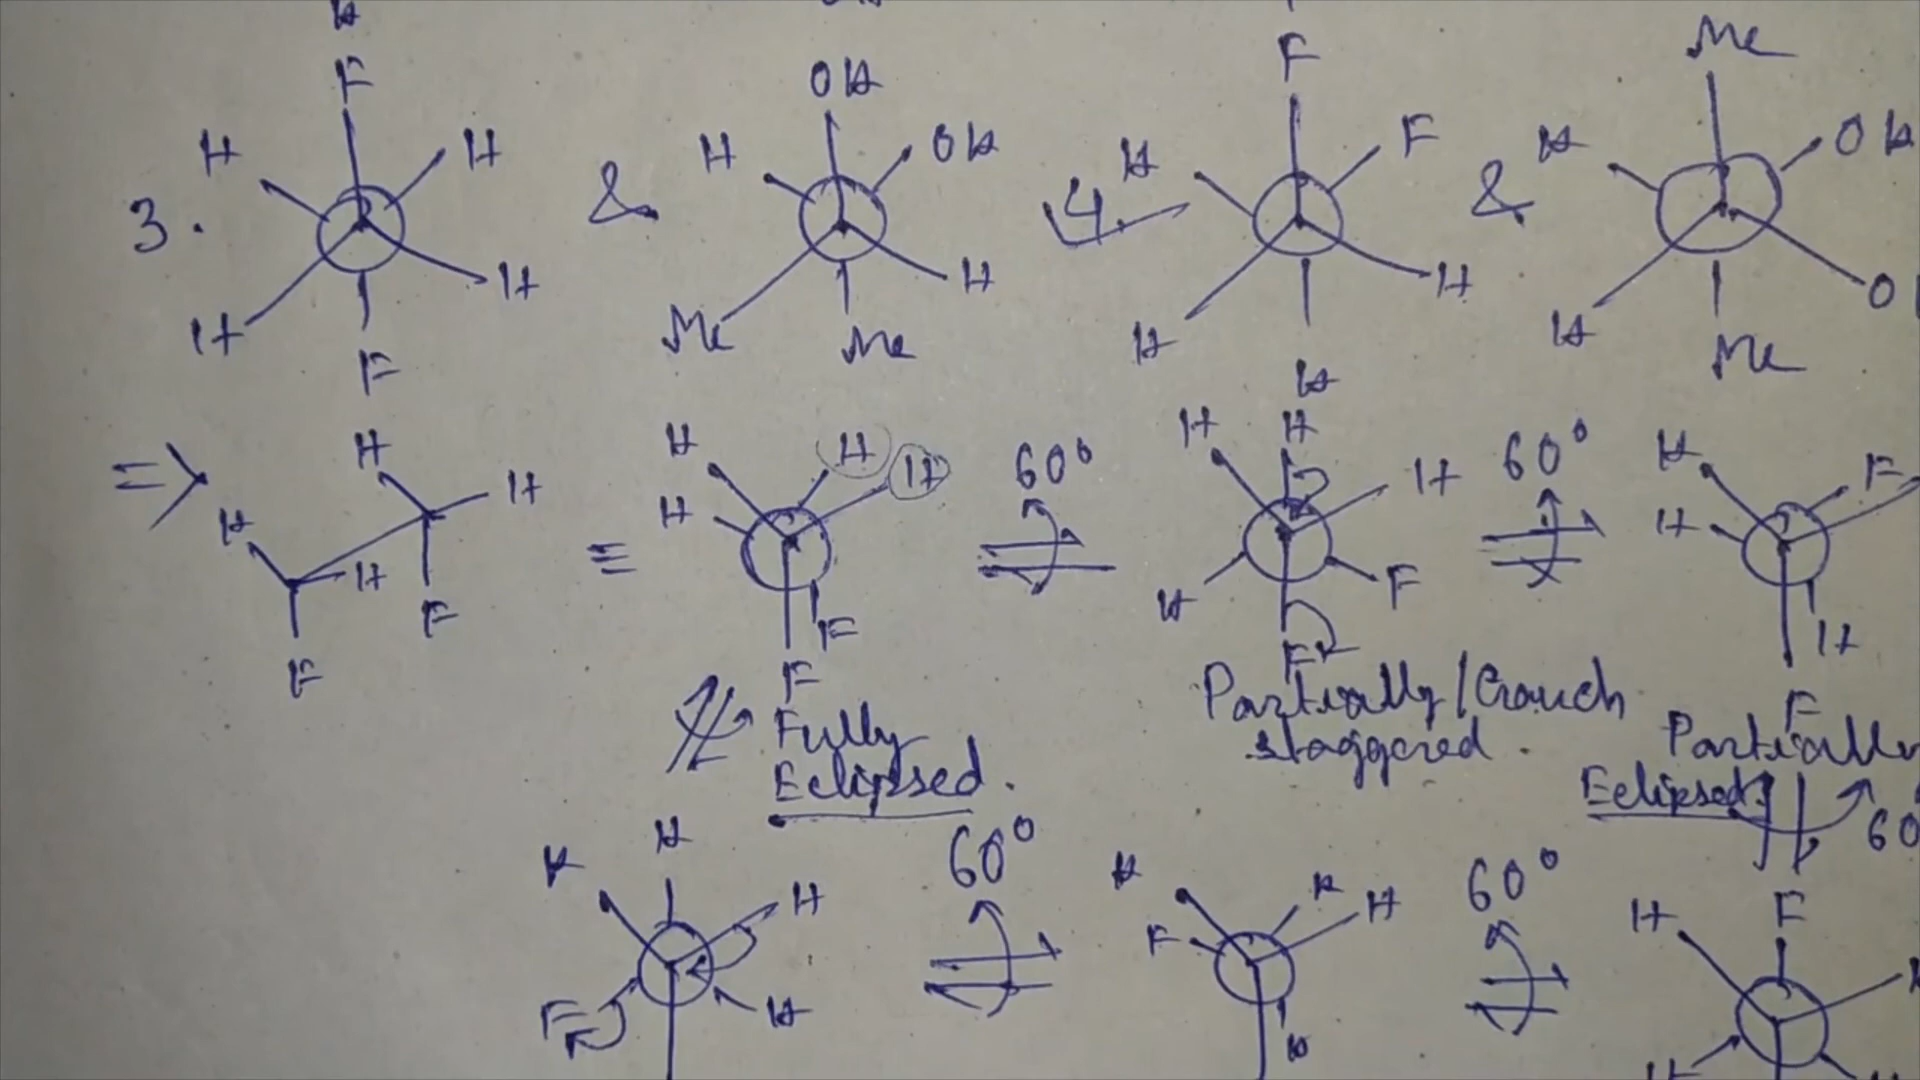 F OH F Me
H H H OH H F H OH
3. & 4. &
H H Me H H H H O
F Me H Me
=>
H H
H H
F F
≡
H H H
H
F
F
60°
H H H
H F
F
60°
H F
H H
F
Fully
Eclipsed.
Partially/Gauch
staggered.
Partially
Eclipsed.
60
H H H
F H
60°
H H H
F
H
60°
H F
H